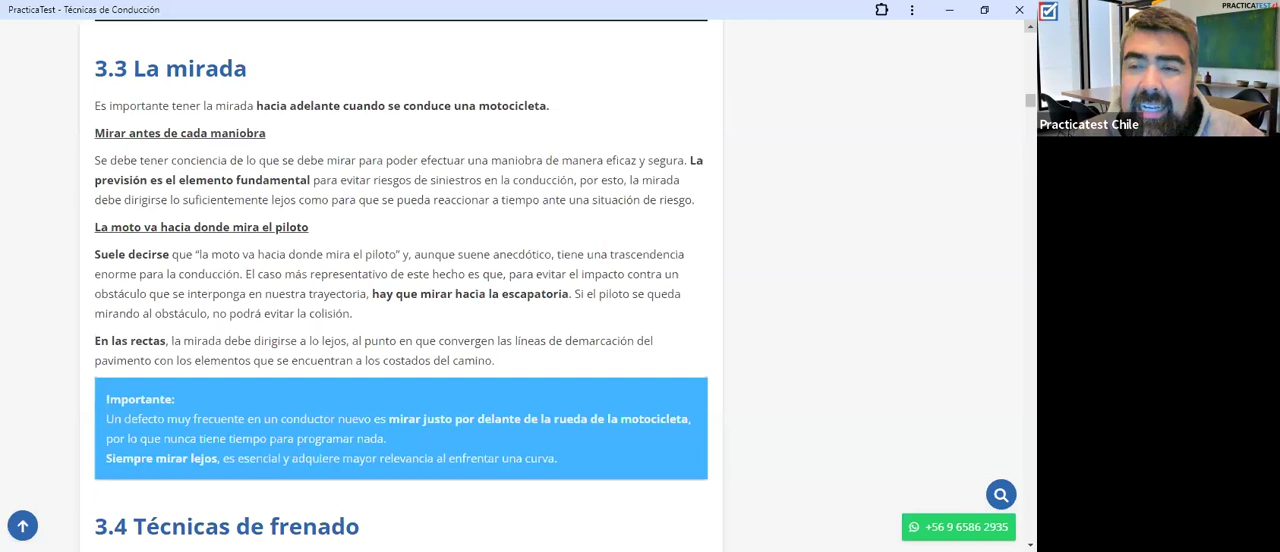 PracticaTest - Técnicas de Conducción
PRACTICATEST
3.3 La mirada
Es importante tener la mirada hacia adelante cuando se conduce una motocicleta.
Mirar antes de cada maniobra
Se debe tener conciencia de lo que se debe mirar para poder efectuar una maniobra de manera eficaz y segura. La
previsión es el elemento fundamental para evitar riesgos de siniestros en la conducción, por esto, la mirada
debe dirigirse lo suficientemente lejos como para que se pueda reaccionar a tiempo ante una situación de riesgo.
La moto va hacia donde mira el piloto
Suele decirse que “la moto va hacia donde mira el piloto” y, aunque suene anecdótico, tiene una trascendencia
enorme para la conducción. El caso más representativo de este hecho es que, para evitar el impacto contra un
obstáculo que se interponga en nuestra trayectoria, hay que mirar hacia la escapatoria. Si el piloto se queda
mirando al obstáculo, no podrá evitar la colisión.
En las rectas, la mirada debe dirigirse a lo lejos, al punto en que convergen las líneas de demarcación del
pavimento con los elementos que se encuentran a los costados del camino.
Importante:
Un defecto muy frecuente en un conductor nuevo es mirar justo por delante de la rueda de la motocicleta,
por lo que nunca tiene tiempo para programar nada.
Siempre mirar lejos, es esencial y adquiere mayor relevancia al enfrentar una curva.
3.4 Técnicas de frenado
+56 9 6586 2935
Practicatest Chile